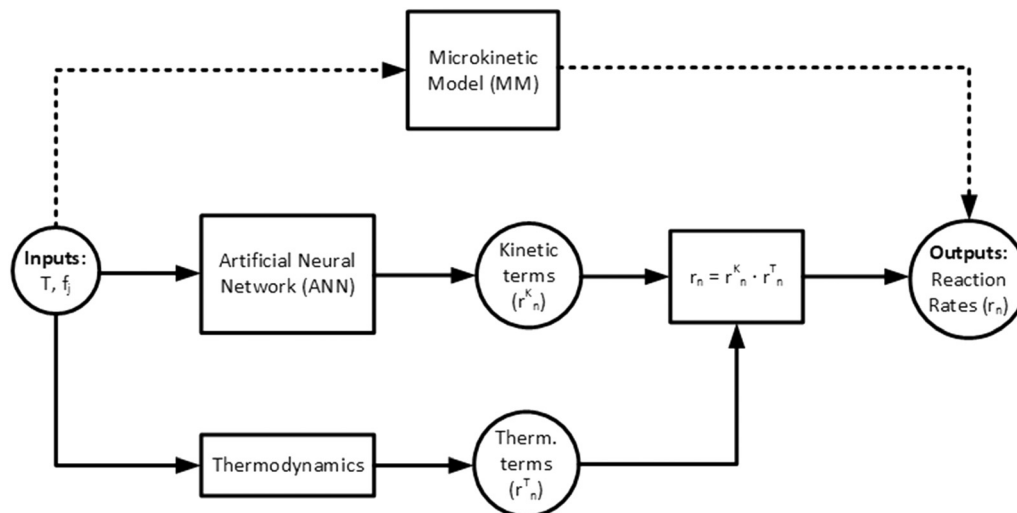 Microkinetic
Model (MM)
Inputs:
T, fⱼ
Artificial Neural
Network (ANN)
Kinetic
terms
(rᴷₙ)
rₙ = rᴷₙ · rᵀₙ
Outputs:
Reaction
Rates (rₙ)
Thermodynamics
Therm.
terms
(rᵀₙ)